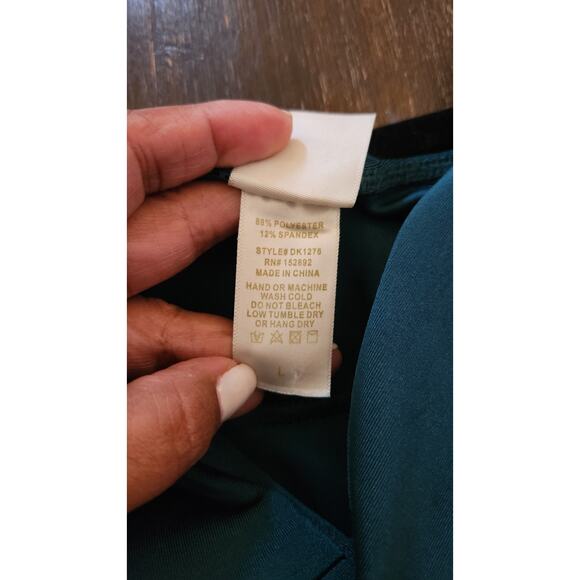 88% POLYESTER
12% SPANDEX
STYLE# DK1276
RN# 152892
MADE IN CHINA
HAND OR MACHINE
WASH COLD
DO NOT BLEACH
LOW TUMBLE DRY
OR HANG DRY
L